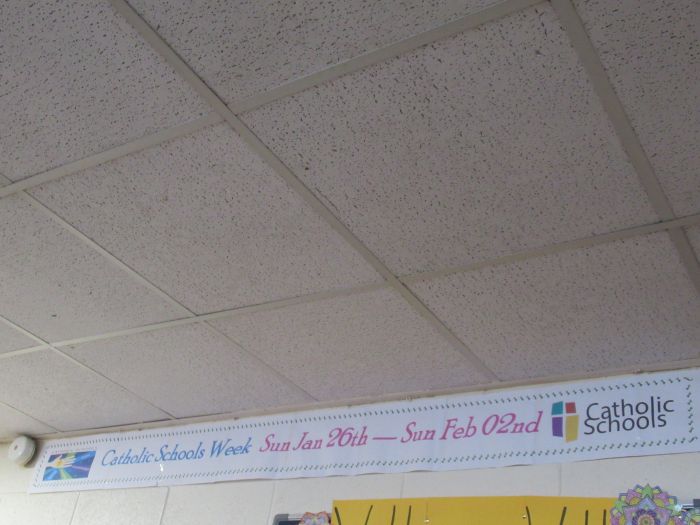 Catholic Schools Week Sun Jan 26th — Sun Feb 02nd Catholic
Schools